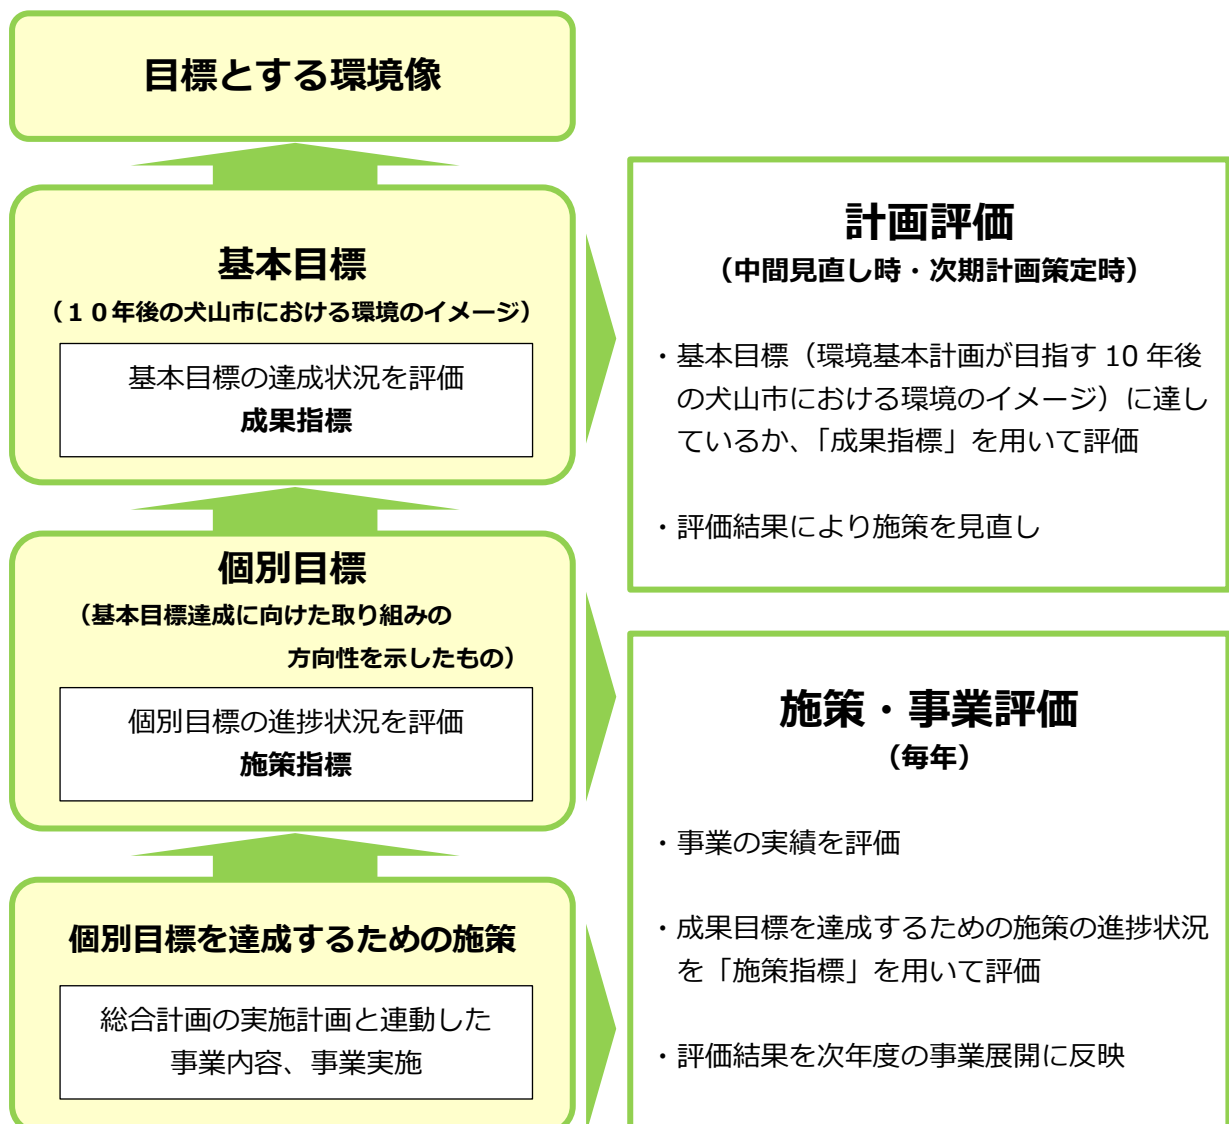 目標とする環境像
基本目標
（１０年後の犬山市における環境のイメージ）
基本目標の達成状況を評価
成果指標
個別目標
（基本目標達成に向けた取り組みの
方向性を示したもの）
個別目標の進捗状況を評価
施策指標
個別目標を達成するための施策
総合計画の実施計画と連動した
事業内容、事業実施
計画評価
（中間見直し時・次期計画策定時）
・基本目標（環境基本計画が目指す 10 年後
の犬山市における環境のイメージ）に達し
ているか、「成果指標」を用いて評価
・評価結果により施策を見直し
施策・事業評価
（毎年）
・事業の実績を評価
・成果目標を達成するための施策の進捗状況
を「施策指標」を用いて評価
・評価結果を次年度の事業展開に反映